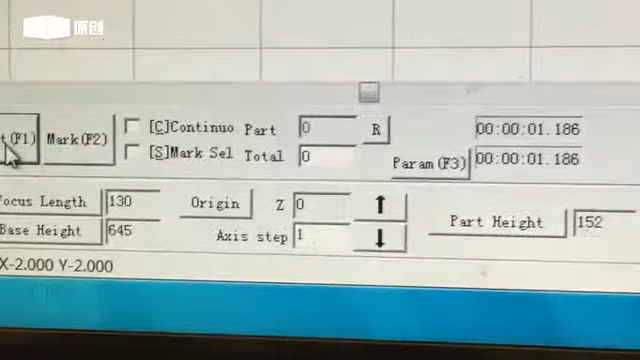 原创
t(F1) Mark(F2) [C]Continuo Part 0 R 00:00:01.186
[S]Mark Sel Total 0 Param(F3) 00:00:01.186
Focus Length 130 Origin Z 0 Part Height 152
Base Height 645 Axis step 1
X-2.000 Y-2.000